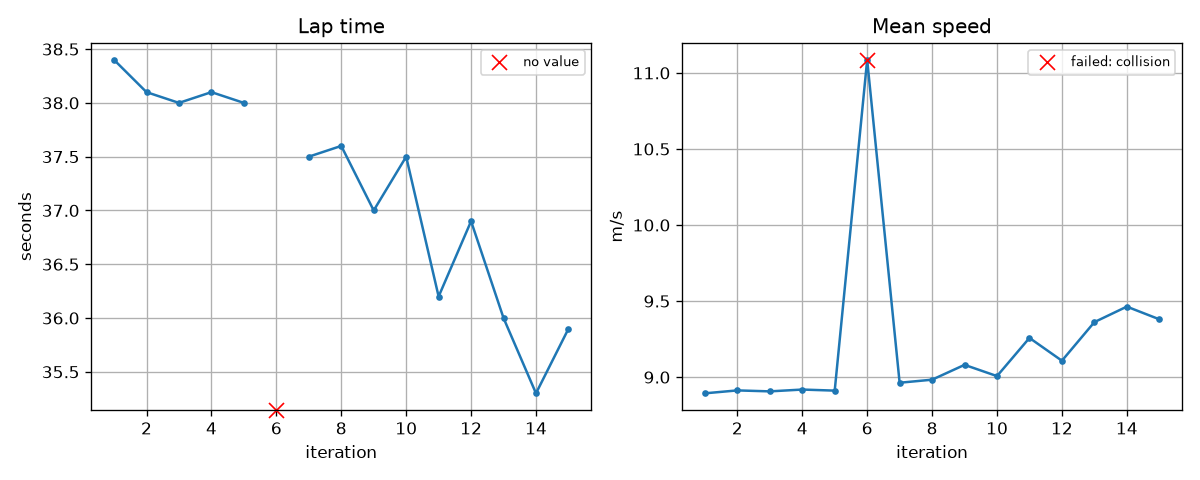 Lap time
38.5
38.0
37.5
37.0
36.5
36.0
35.5
seconds
2 4 6 8 10 12 14
iteration
no value
Mean speed
11.0
10.5
10.0
9.5
9.0
m/s
2 4 6 8 10 12 14
iteration
failed: collision